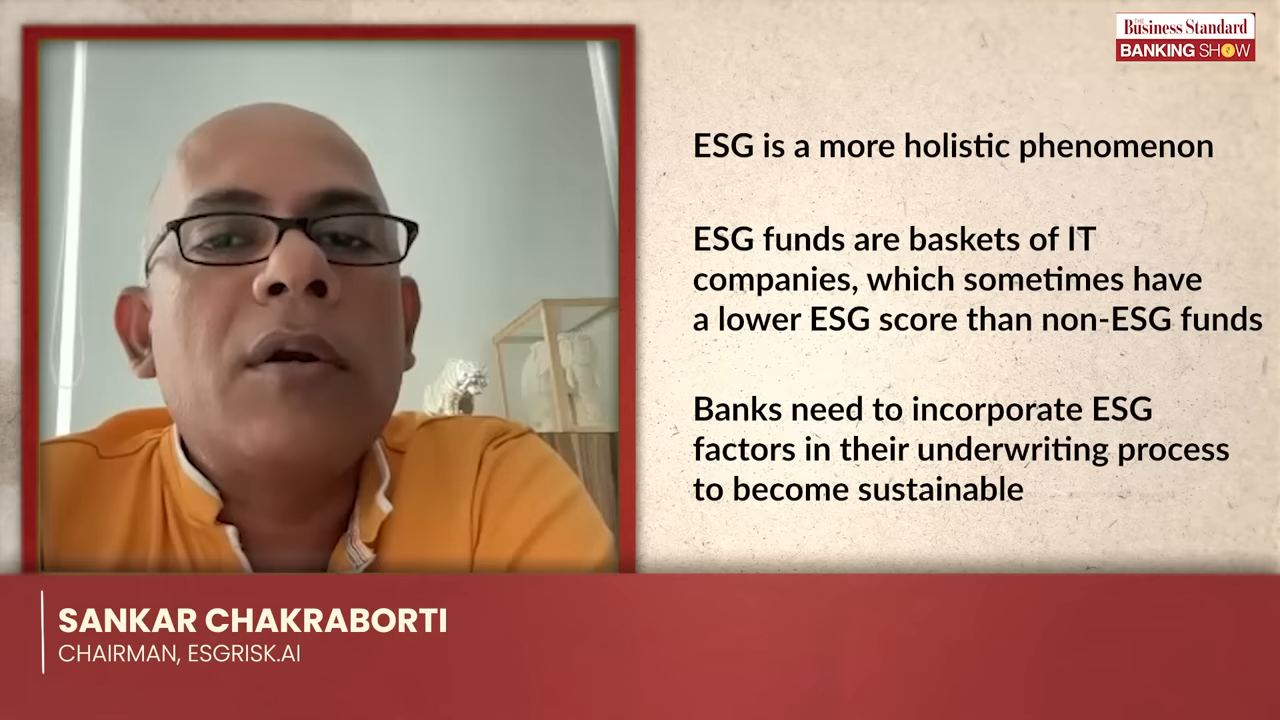 THE
Business Standard
BANKING SHOW
ESG is a more holistic phenomenon
ESG funds are baskets of IT
companies, which sometimes have
a lower ESG score than non-ESG funds
Banks need to incorporate ESG
factors in their underwriting process
to become sustainable
SANKAR CHAKRABORTI
CHAIRMAN, ESGRISK.AI